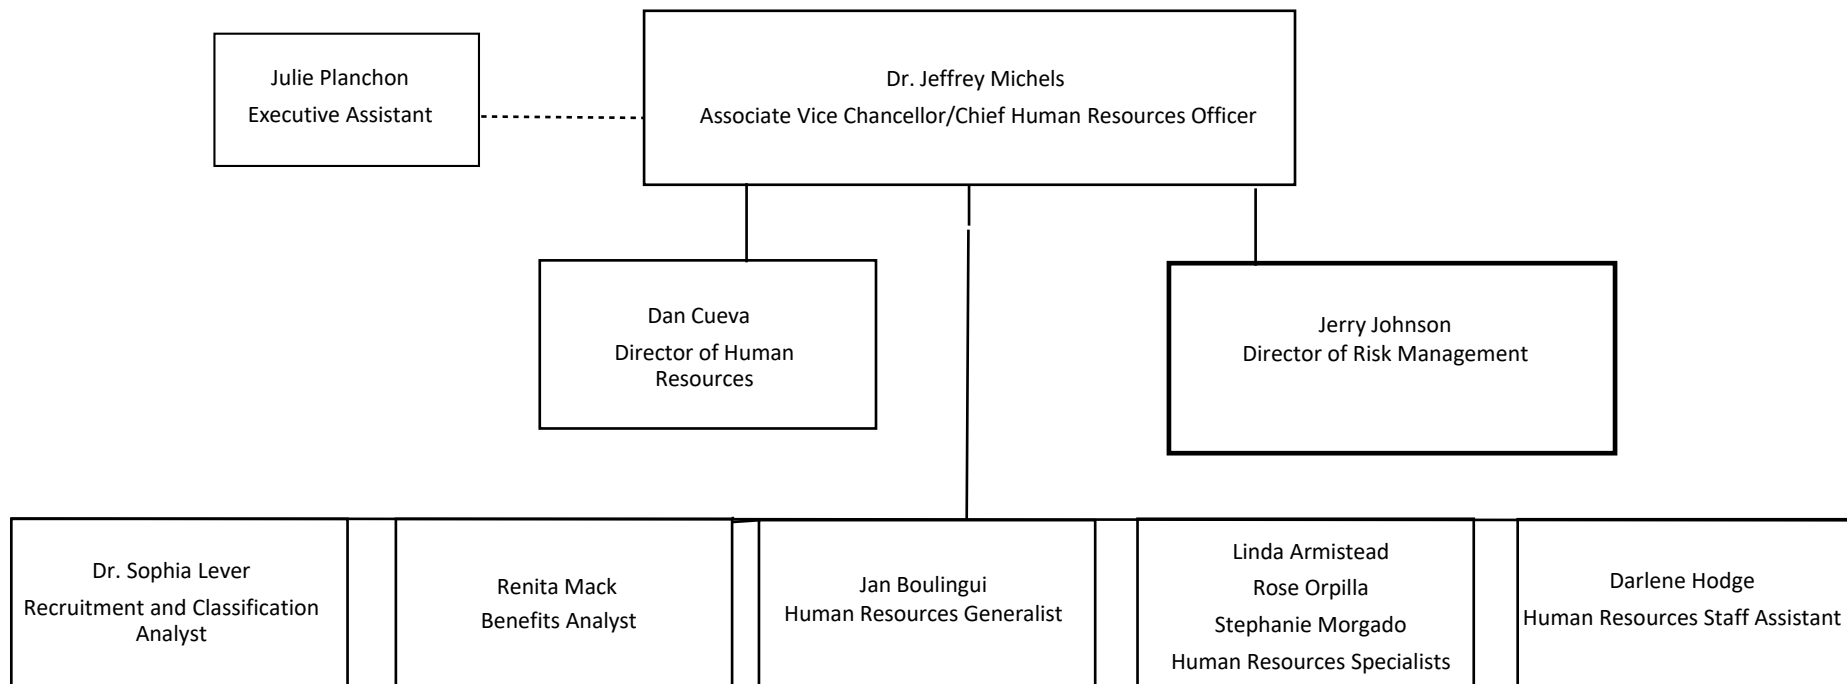 Julie Planchon
Executive Assistant
Dr. Jeffrey Michels
Associate Vice Chancellor/Chief Human Resources Officer
Dan Cueva
Director of Human
Resources
Jerry Johnson
Director of Risk Management
Dr. Sophia Lever
Recruitment and Classification
Analyst
Renita Mack
Benefits Analyst
Jan Boulingui
Human Resources Generalist
Linda Armistead
Rose Orpilla
Stephanie Morgado
Human Resources Specialists
Darlene Hodge
Human Resources Staff Assistant